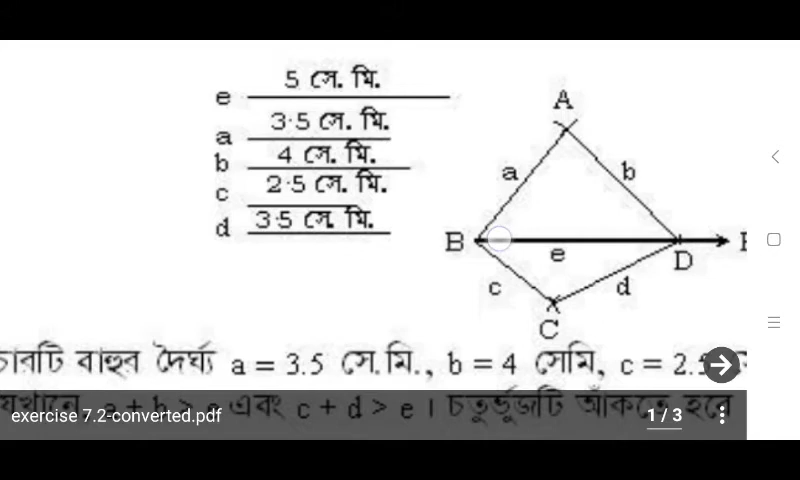 5 সে. মি.
e
3·5 সে. মি.
a
4 সে. মি.
b
2·5 সে. মি.
c
3·5 সে. মি.
d
A
a b
B e D
c d
C
চারটি বাহুর দৈর্ঘ্য a = 3.5 সে.মি., b = 4 সেমি, c = 2.5
যেখানে a + b > e এবং c + d > e । চতুর্ভুজটি আঁকতে হবে
exercise 7.2-converted.pdf 1 / 3